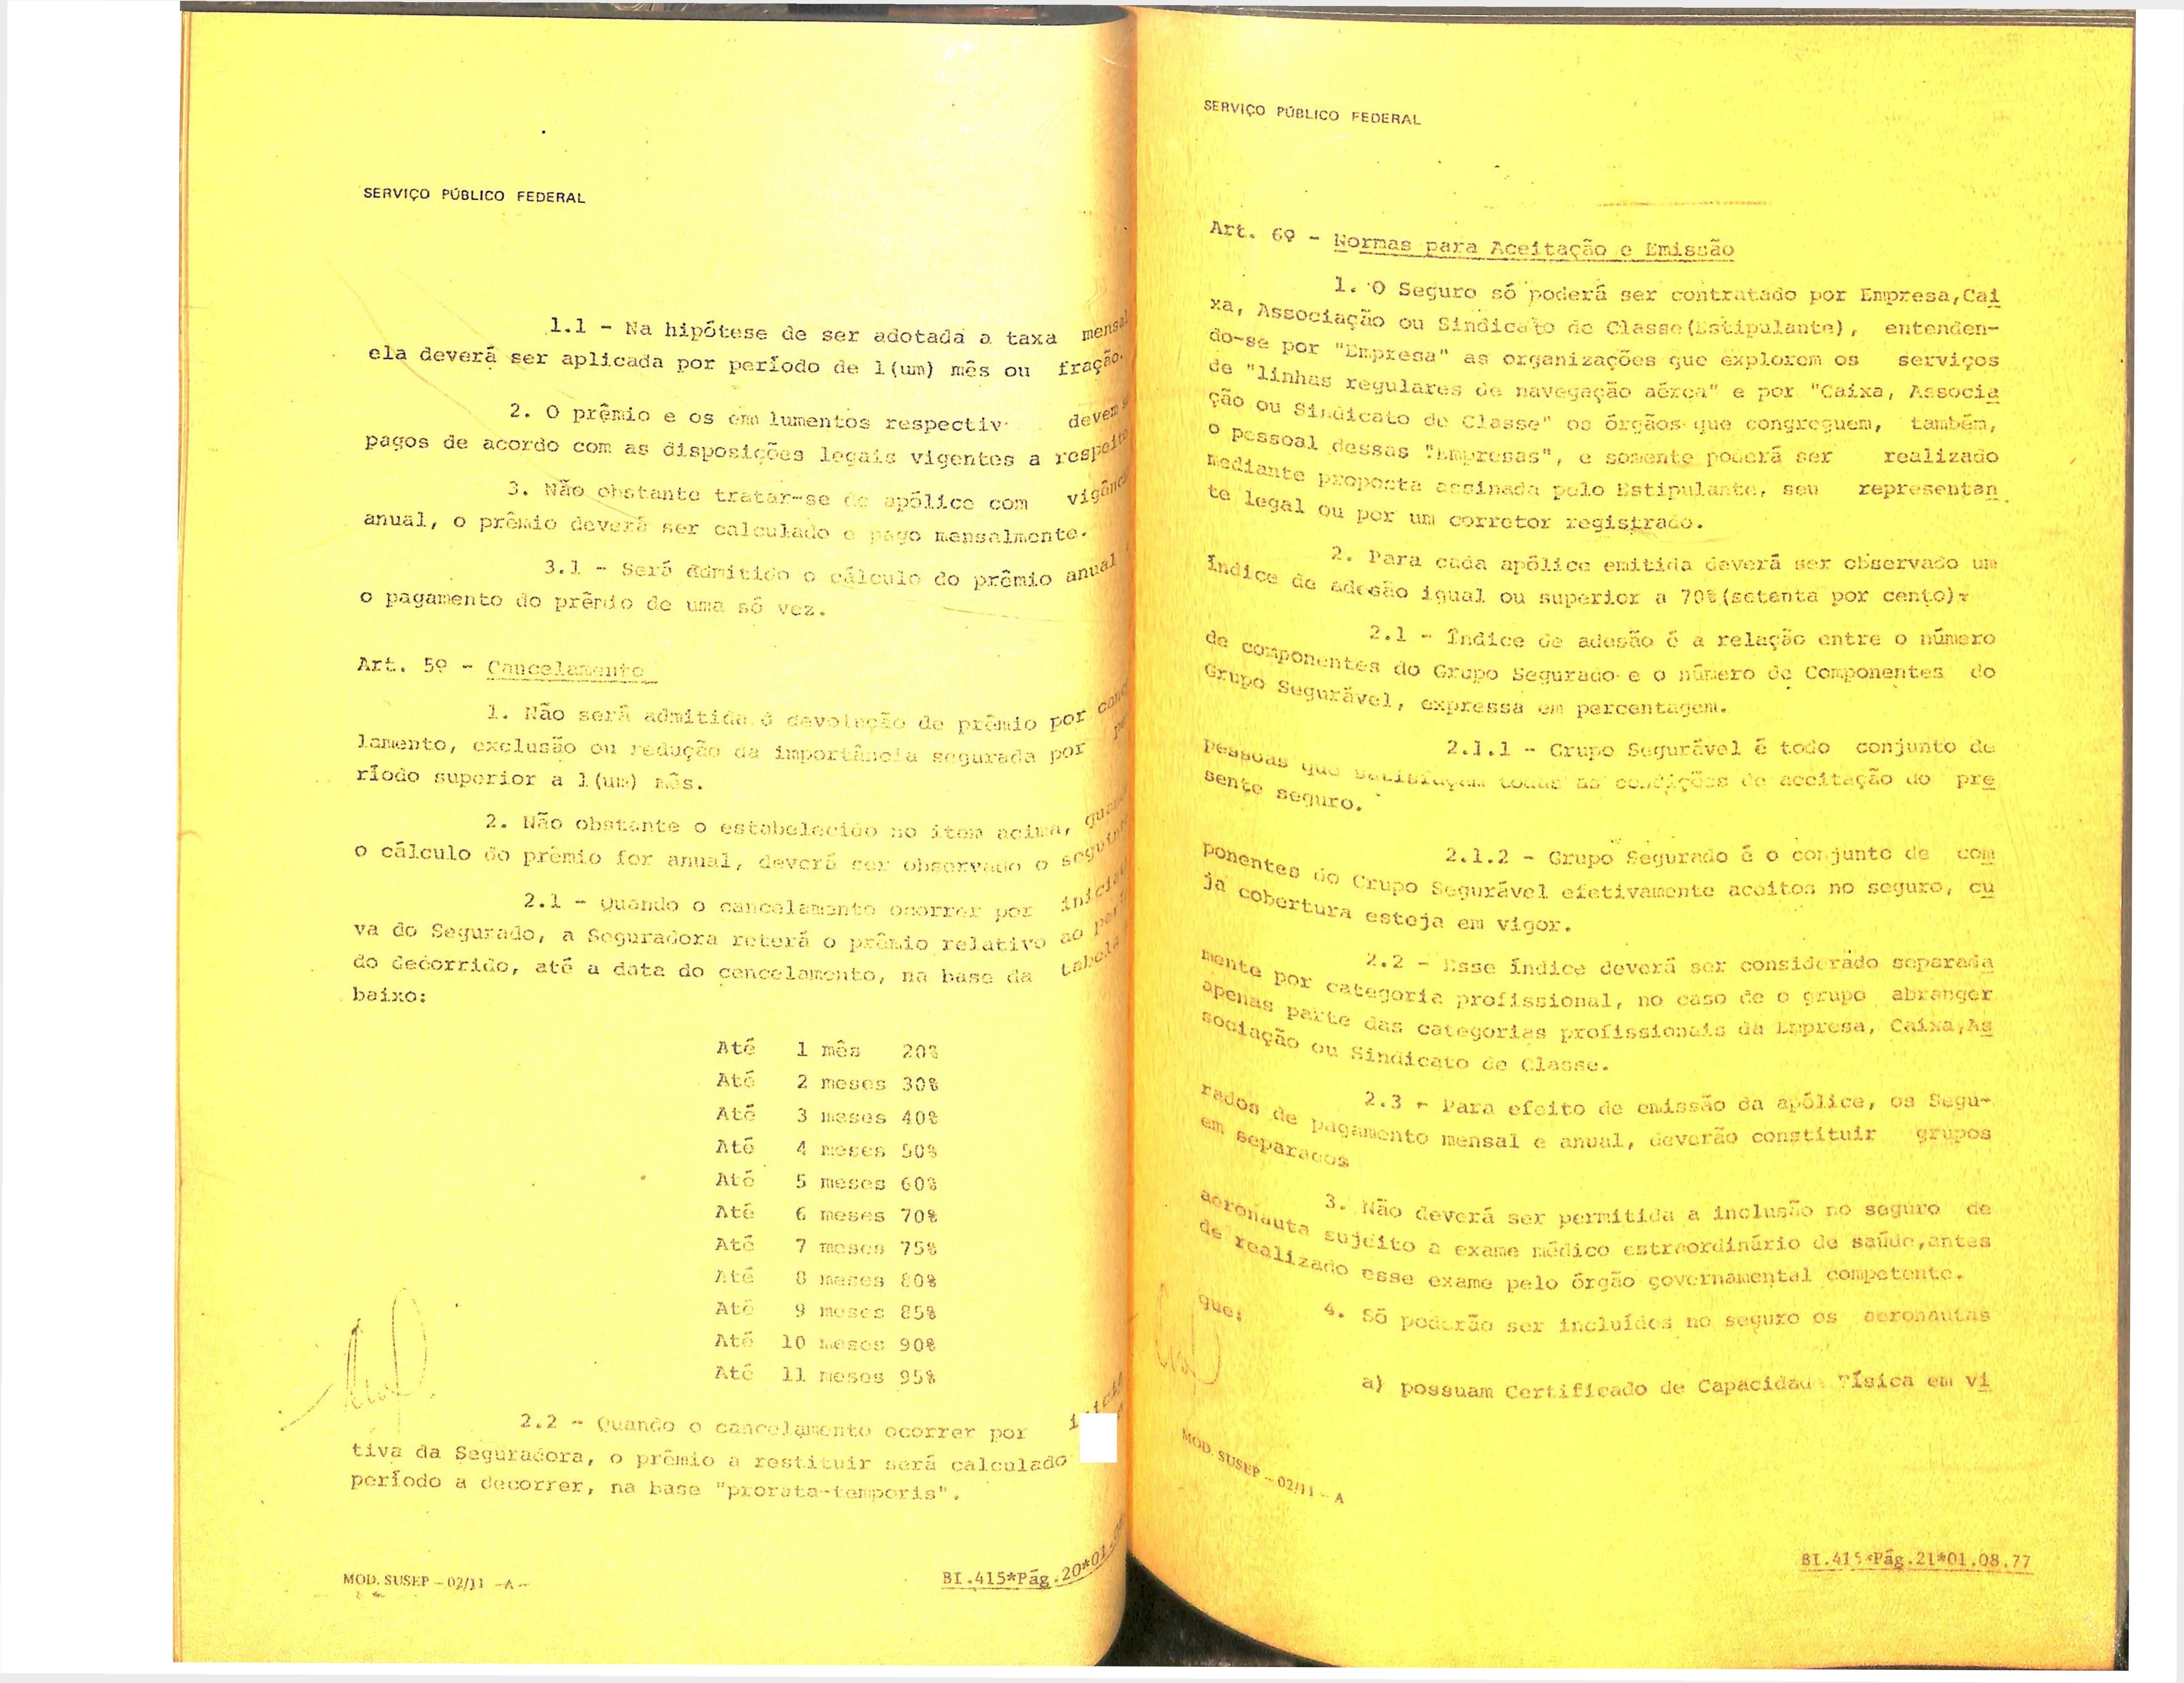 SERVIÇO PÚBLICO FEDERAL
1.1 - Na hipótese de ser adotada a taxa mensal
ela deverá ser aplicada por período de 1(um) mês ou fração.
2. O prêmio e os em lumentos respectiv devem
pagos de acordo com as disposições legais vigentes a respeito
3. Não obstante tratar-se de apólice com vigênc
anual, o prêmio deverá ser calculado e pago mensalmente.
3.1 - Será admitido o cálculo do prêmio anual
o pagamento do prêmio de uma só vez.
Art. 5º - Cancelamento
1. Não será admitida a devolução de prêmio por canc
lamento, exclusão ou redução da importância segurada por
ríodo superior a 1(um) mês.
2. Não obstante o estabelecido no item acima, quan
o cálculo do prêmio for anual, deverá ser observado o seguint
2.1 - Quando o cancelamento ocorrer por inicia
va do Segurado, a Seguradora reterá o prêmio relativo ao perí
do decorrido, até a data do cancelamento, na base da tabela
baixo:
Até 1 mês 20%
Até 2 meses 30%
Até 3 meses 40%
Até 4 meses 50%
Até 5 meses 60%
Até 6 meses 70%
Até 7 meses 75%
Até 8 meses 80%
Até 9 meses 85%
Até 10 meses 90%
Até 11 meses 95%
2.2 - Quando o cancelamento ocorrer por
tiva da Seguradora, o prêmio a restituir será calculado
período a decorrer, na base "prorata-temporis".
MOD. SUSEP - 02/11 -A-
BI.415*Pág.20*01.
SERVIÇO PÚBLICO FEDERAL
Art. 6º - Normas para Aceitação e Emissão
1. O Seguro só poderá ser contratado por Empresa,Cai
xa, Associação ou Sindicato de Classe(Estipulante), entenden-
do-se por "Empresa" as organizações que explorem os serviços
de "linhas regulares de navegação aérea" e por "Caixa, Associa
ção ou Sindicato de Classe" os órgãos que congreguem, também,
o pessoal dessas "Empresas", e somente poderá ser realizado
mediante proposta assinada pelo Estipulante, seu representan
te legal ou por um corretor registrado.
2. Para cada apólice emitida deverá ser observado um
índice de adesão igual ou superior a 70%(setenta por cento).
2.1 - Índice de adesão é a relação entre o número
de componentes do Grupo Segurado e o número de Componentes do
Grupo Segurável, expressa em percentagem.
2.1.1 - Grupo Segurável é todo conjunto de
pessoas que satisfaçam todas as condições de aceitação do pre
sente seguro.
2.1.2 - Grupo Segurado é o conjunto de com
ponentes do Grupo Segurável efetivamente aceitos no seguro, cu
ja cobertura esteja em vigor.
2.2 - Esse índice deverá ser considerado separada
mente por categoria profissional, no caso de o grupo abranger
apenas parte das categorias profissionais da Empresa, Caixa,As
sociação ou Sindicato de Classe.
2.3 - Para efeito de emissão da apólice, os Segu-
rados de pagamento mensal e anual, deverão constituir grupos
em separados
3. Não deverá ser permitida a inclusão no seguro de
aeronauta sujeito a exame médico extraordinário de saúde,antes
de realizado esse exame pelo órgão governamental competente.
4. Só poderão ser incluídos no seguro os aeronautas
que:
a) possuam Certificado de Capacidade Física em vi
MOD. SUSEP - 02/11 - A
BI.415*Pág.21*01.08.77